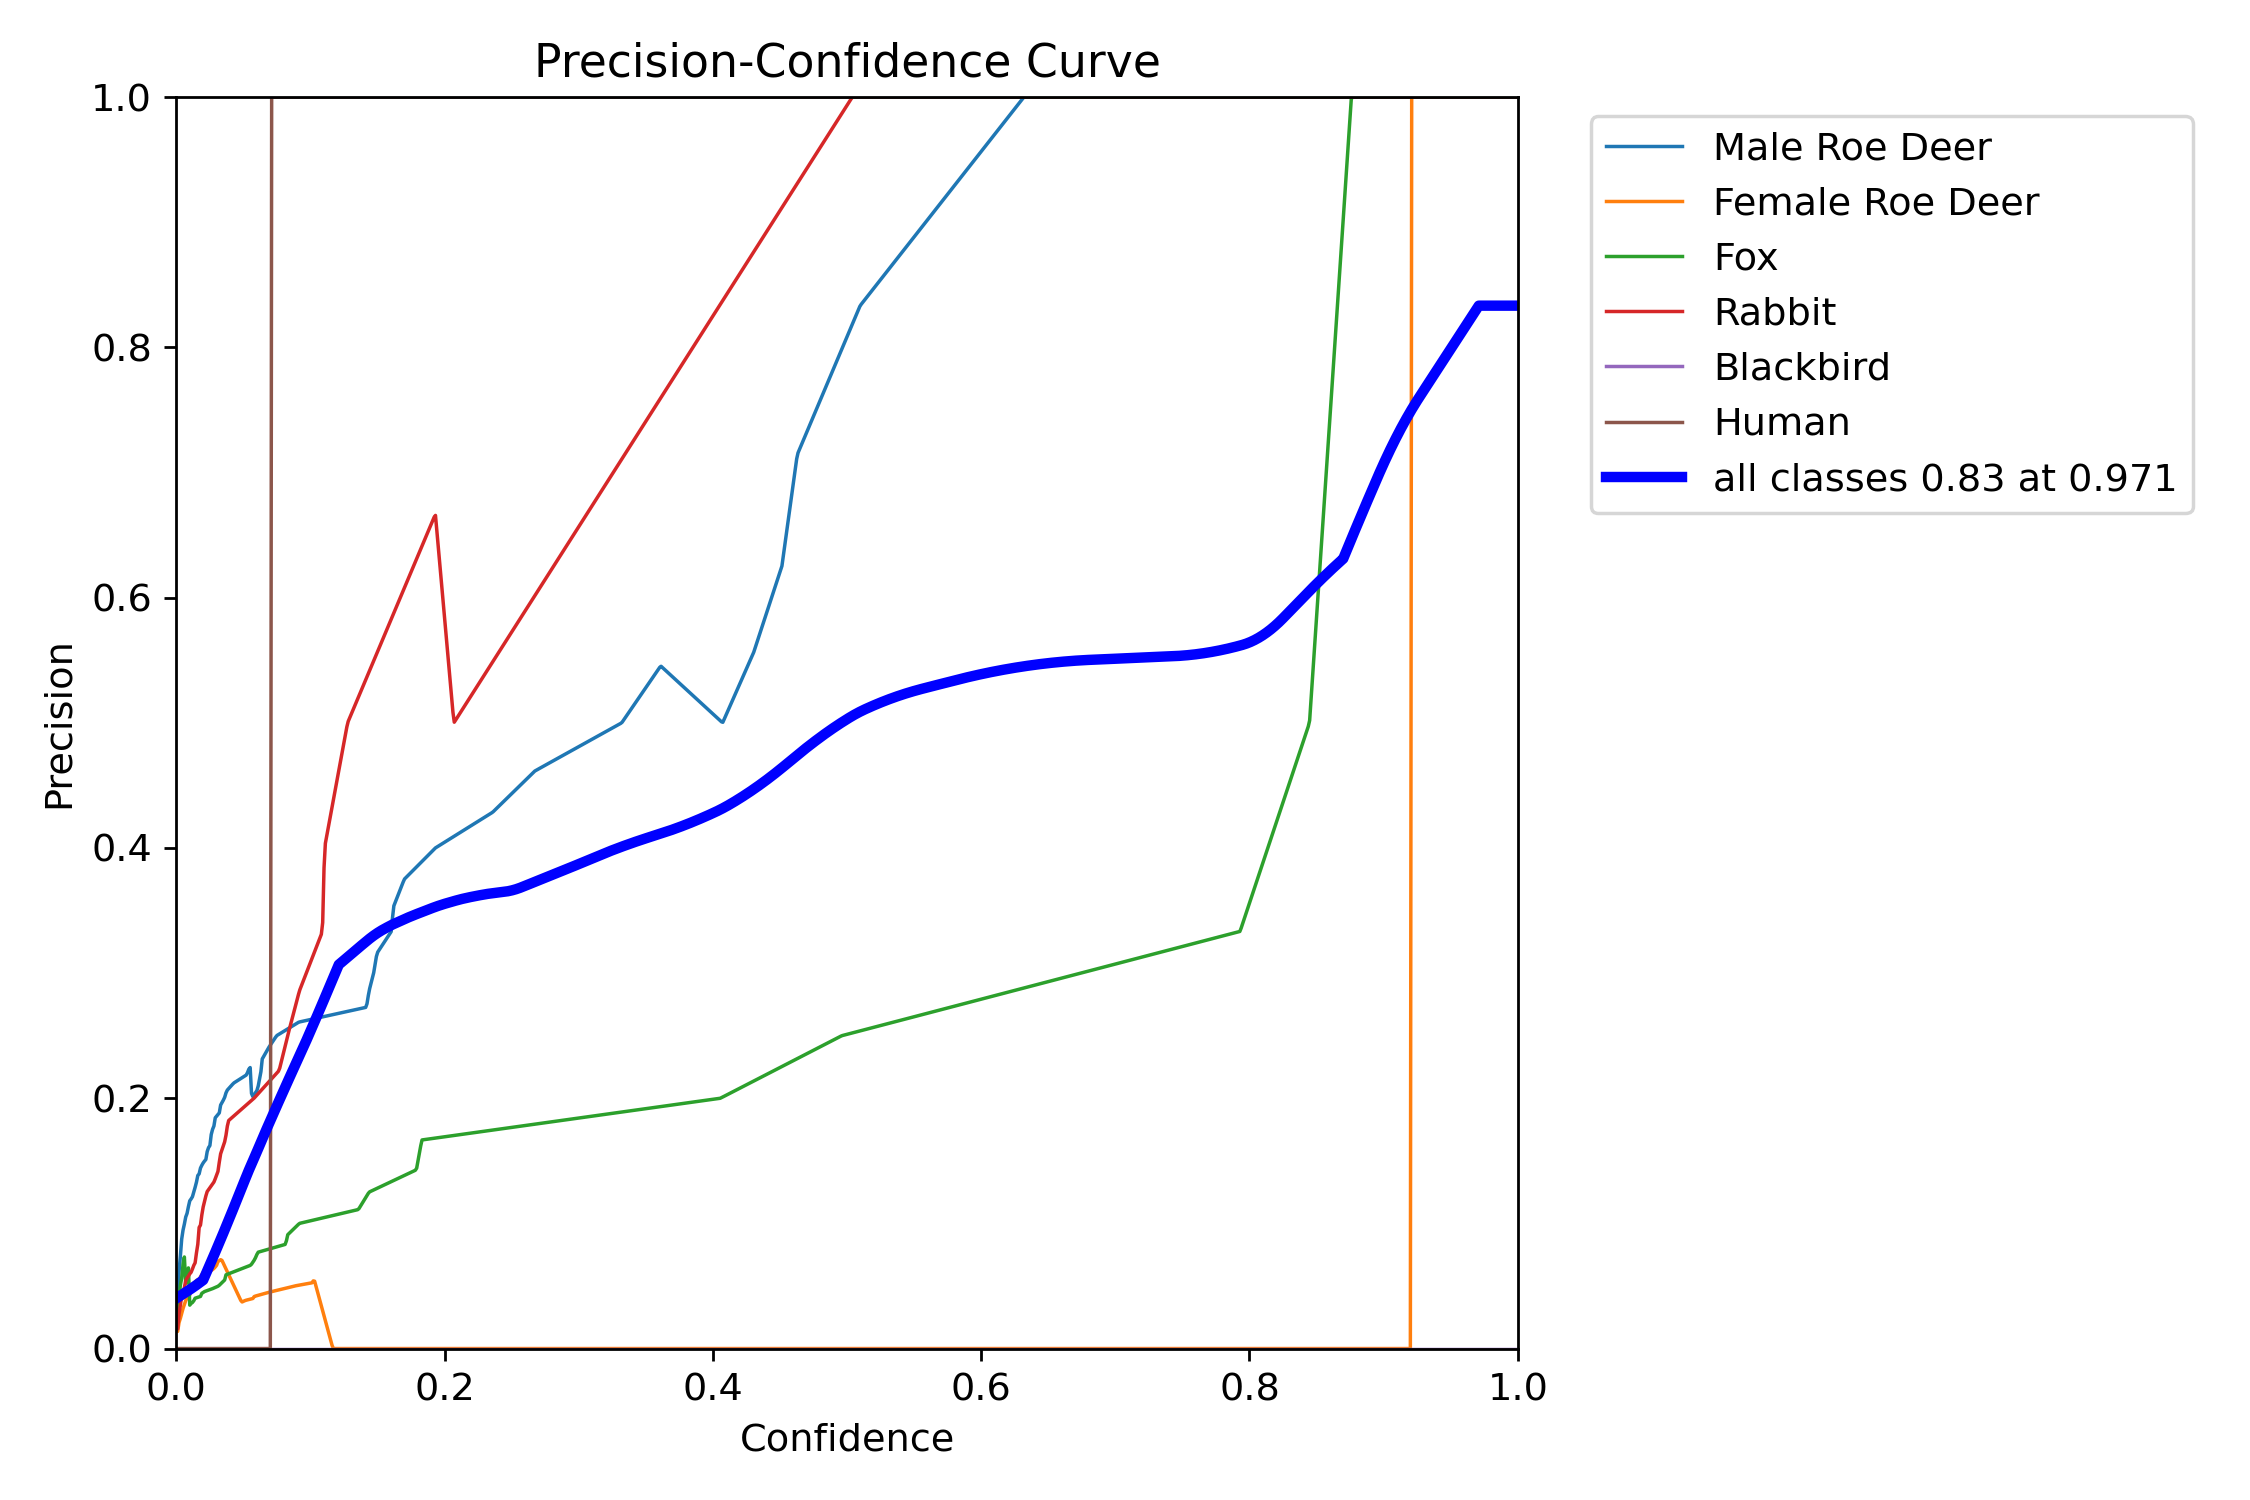 Precision-Confidence Curve
1.0
0.8
0.6
0.4
0.2
0.0
Precision
0.0 0.2 0.4 0.6 0.8 1.0
Confidence
Male Roe Deer
Female Roe Deer
Fox
Rabbit
Blackbird
Human
all classes 0.83 at 0.971